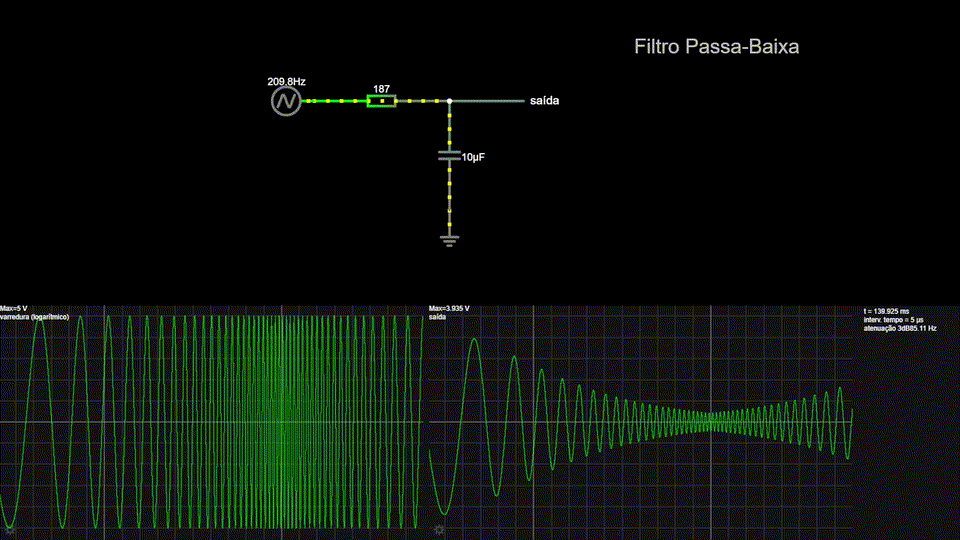 Filtro Passa-Baixa
209.8Hz
187
saída
10µF
Max=5 V
varredura (logarítmico)
Max=3.935 V
saída
t = 139.925 ms
interv. tempo = 5 µs
atenuação 3dB85.11 Hz